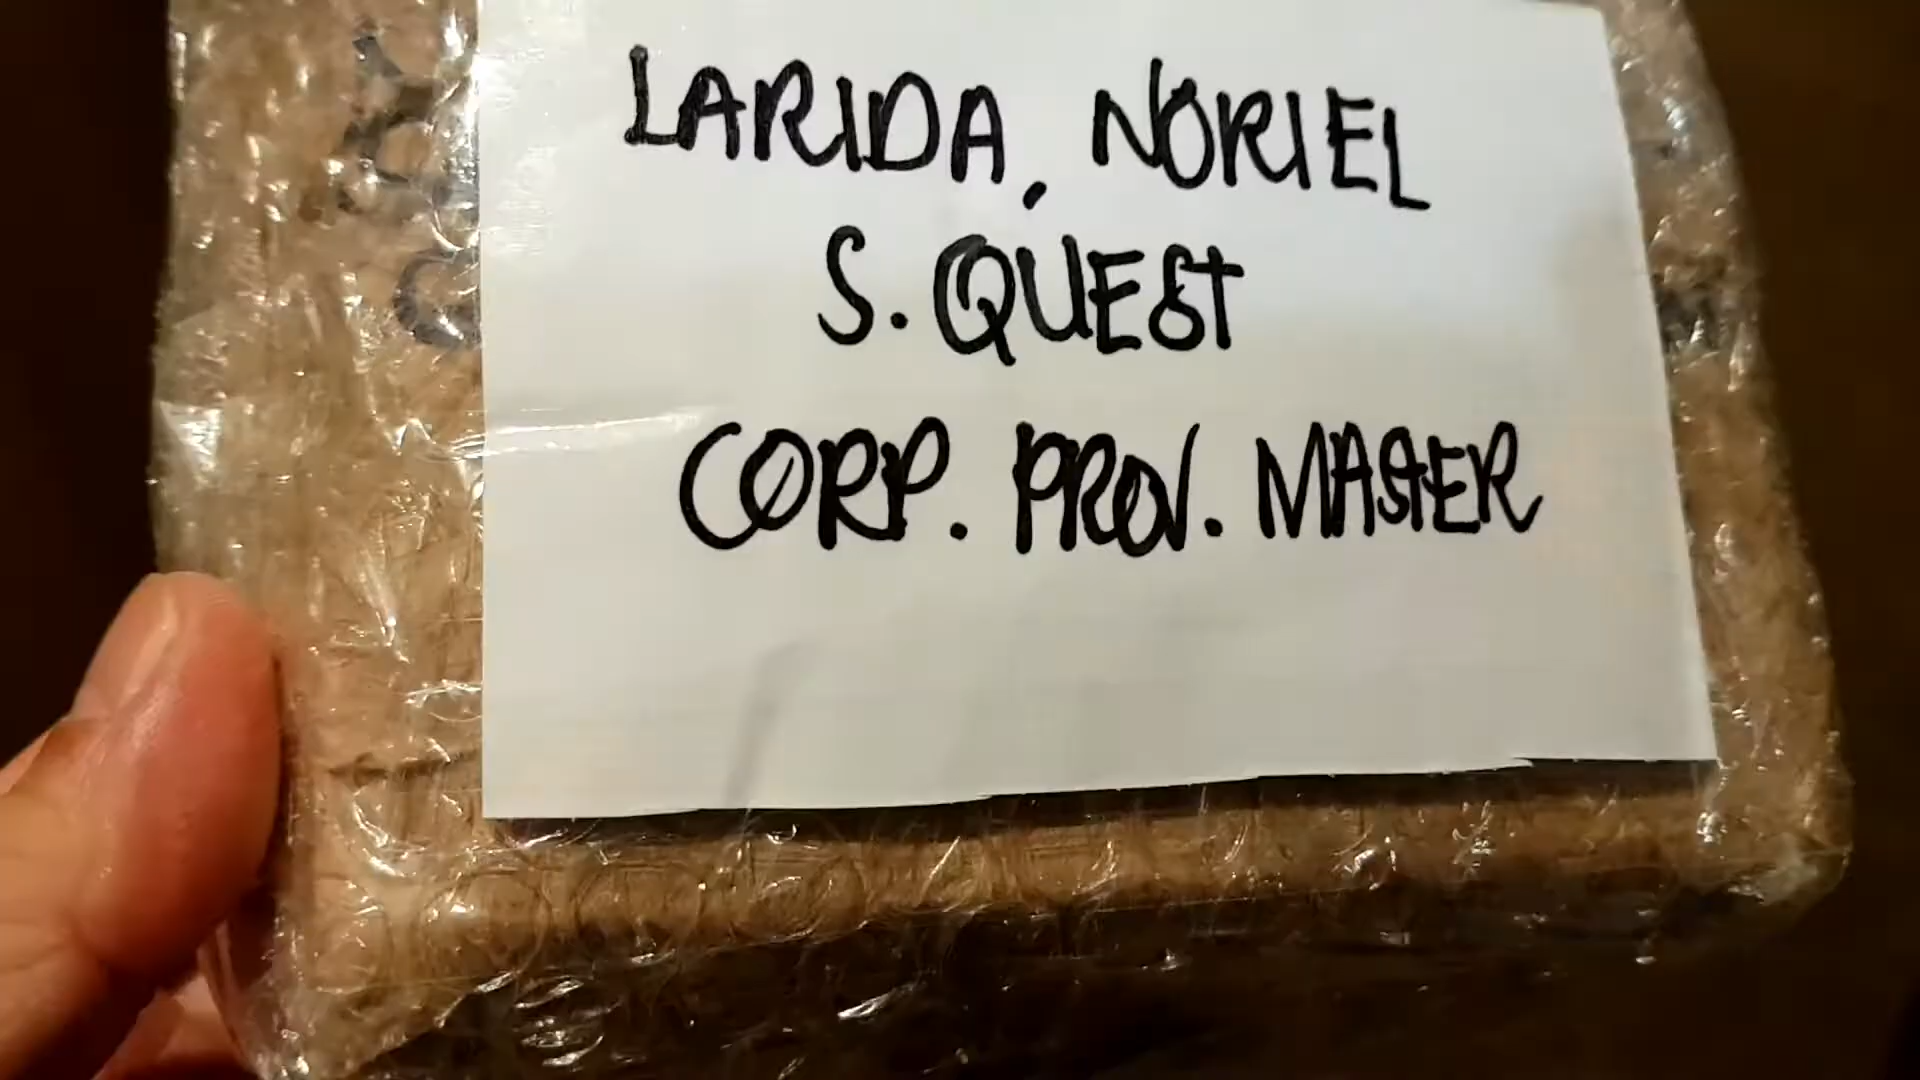 LARIDA, NORIEL
S. QUEST
CORP. PROV. MASTER